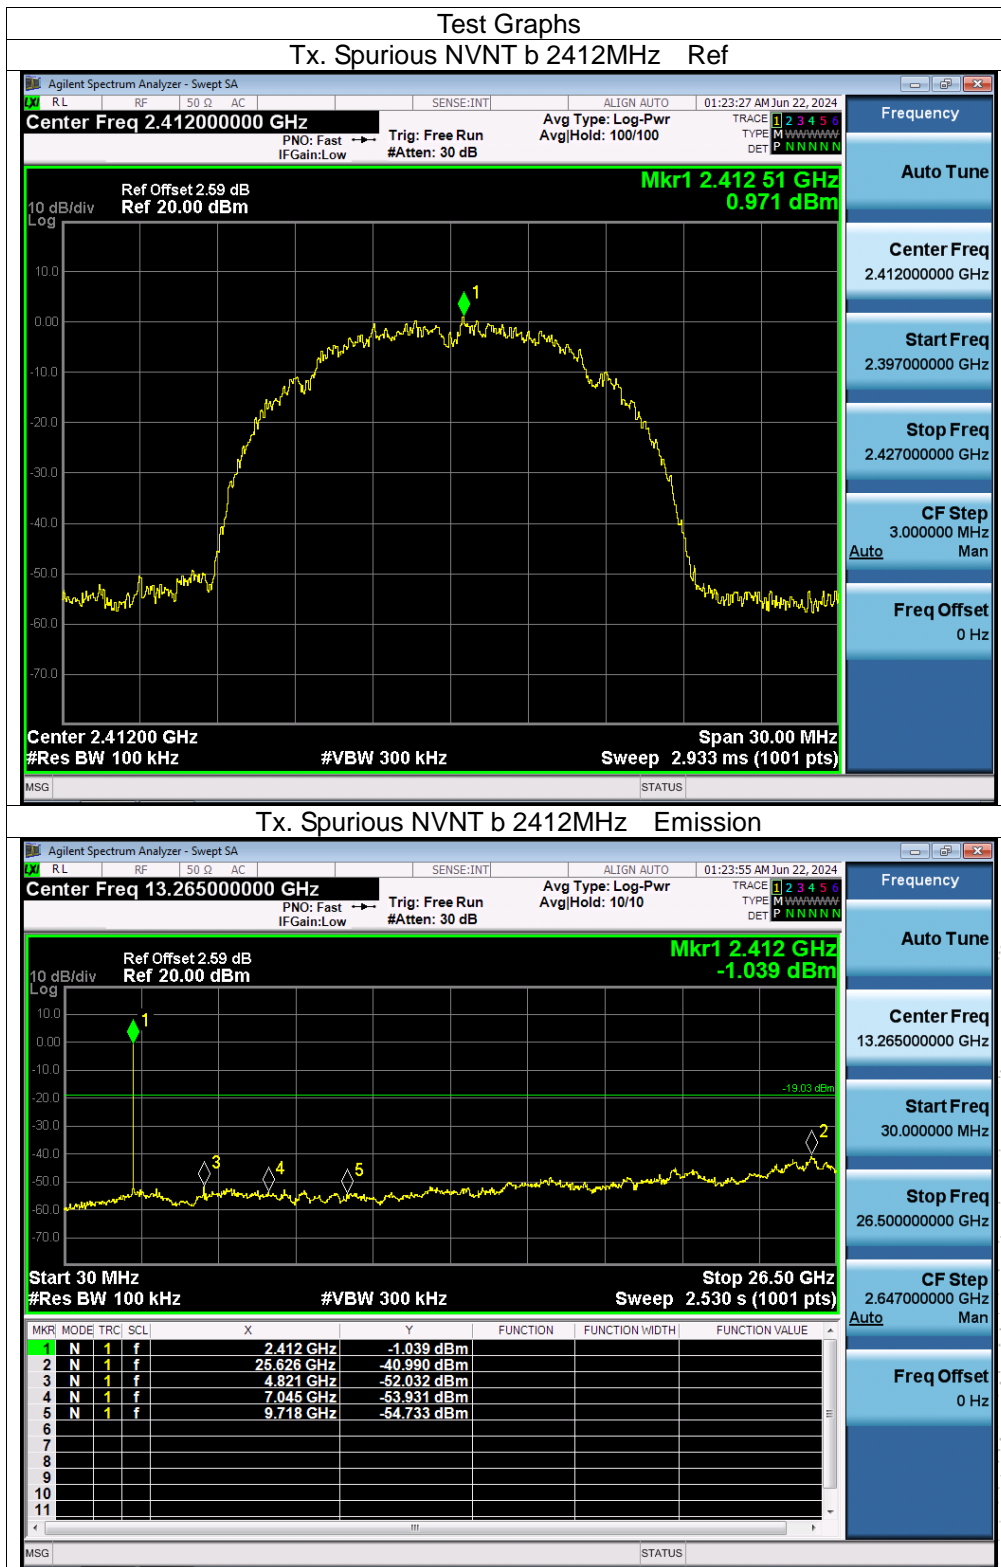 Test Graphs
Tx. Spurious NVNT b 2412MHz Ref
Agilent Spectrum Analyzer - Swept SA
LXI RL RF 50 Ω AC SENSE:INT ALIGN AUTO 01:23:27 AM Jun 22, 2024
Center Freq 2.412000000 GHz
PNO: Fast
IFGain:Low
Trig: Free Run
#Atten: 30 dB
Avg Type: Log-Pwr
Avg|Hold: 100/100
TRACE 1 2 3 4 5 6
TYPE M WWWWW
DET P N N N N N
Ref Offset 2.59 dB
Ref 20.00 dBm
10 dB/div
Log
Mkr1 2.412 51 GHz
0.971 dBm
1
10.0
0.00
-10.0
-20.0
-30.0
-40.0
-50.0
-60.0
-70.0
Center 2.41200 GHz
#Res BW 100 kHz
#VBW 300 kHz
Span 30.00 MHz
Sweep 2.933 ms (1001 pts)
MSG STATUS
Frequency
Auto Tune
Center Freq
2.412000000 GHz
Start Freq
2.397000000 GHz
Stop Freq
2.427000000 GHz
CF Step
3.000000 MHz
Auto Man
Freq Offset
0 Hz
Tx. Spurious NVNT b 2412MHz Emission
Agilent Spectrum Analyzer - Swept SA
LXI RL RF 50 Ω AC SENSE:INT ALIGN AUTO 01:23:55 AM Jun 22, 2024
Center Freq 13.265000000 GHz
PNO: Fast
IFGain:Low
Trig: Free Run
#Atten: 30 dB
Avg Type: Log-Pwr
Avg|Hold: 10/10
TRACE 1 2 3 4 5 6
TYPE M WWWWW
DET P N N N N N
Ref Offset 2.59 dB
Ref 20.00 dBm
10 dB/div
Log
Mkr1 2.412 GHz
-1.039 dBm
10.0
0.00
-10.0
-20.0
-30.0
-40.0
-50.0
-60.0
-70.0
1
-19.03 dBm
2
3
4
5
Start 30 MHz
#Res BW 100 kHz
#VBW 300 kHz
Stop 26.50 GHz
Sweep 2.530 s (1001 pts)
MKR MODE TRC SCL X Y FUNCTION FUNCTION WIDTH FUNCTION VALUE
1 N 1 f 2.412 GHz -1.039 dBm
2 N 1 f 25.626 GHz -40.990 dBm
3 N 1 f 4.821 GHz -52.032 dBm
4 N 1 f 7.045 GHz -53.931 dBm
5 N 1 f 9.718 GHz -54.733 dBm
6
7
8
9
10
11
MSG STATUS
Frequency
Auto Tune
Center Freq
13.265000000 GHz
Start Freq
30.000000 MHz
Stop Freq
26.500000000 GHz
CF Step
2.647000000 GHz
Auto Man
Freq Offset
0 Hz